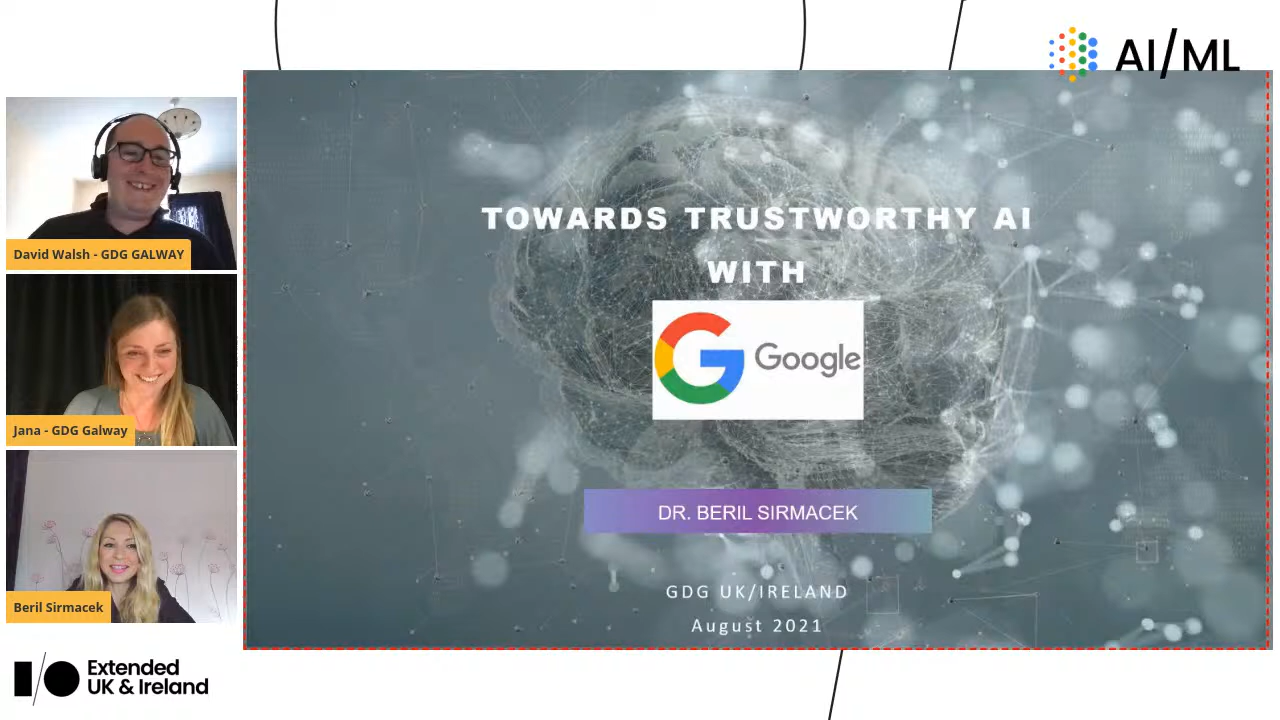 AI/ML
David Walsh - GDG GALWAY
Jana - GDG Galway
Beril Sirmacek
I/O Extended
UK & Ireland
TOWARDS TRUSTWORTHY AI
WITH
Google
DR. BERIL SIRMACEK
GDG UK/IRELAND
August 2021